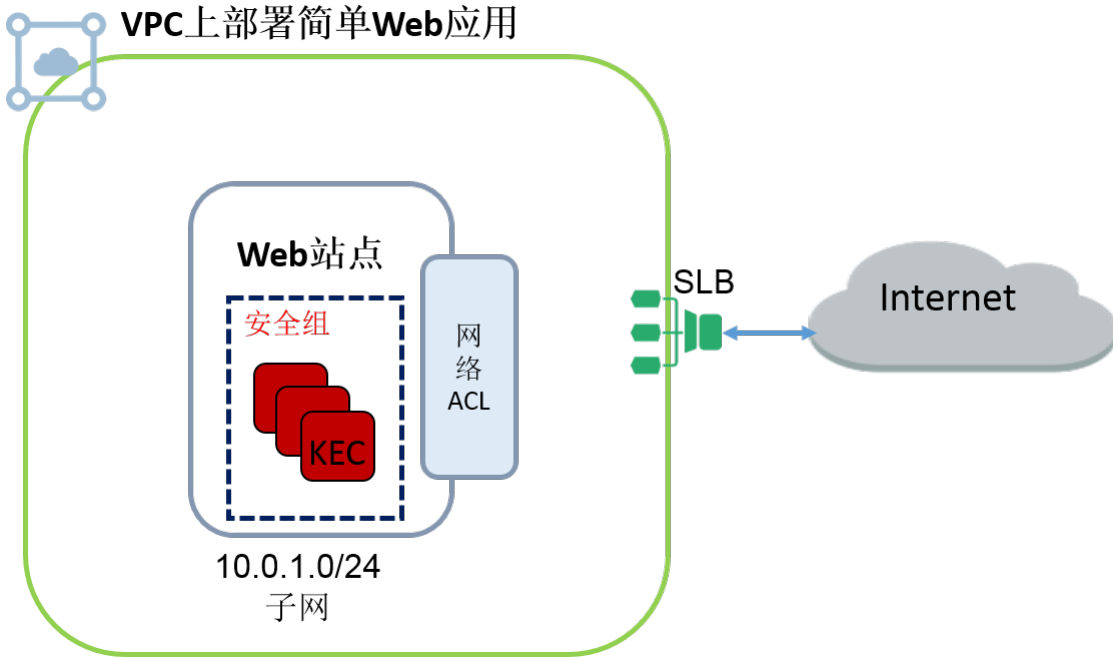 VPC上部署简单Web应用
Web站点
安全组
KEC
网
络
ACL
10.0.1.0/24
子网
SLB
Internet